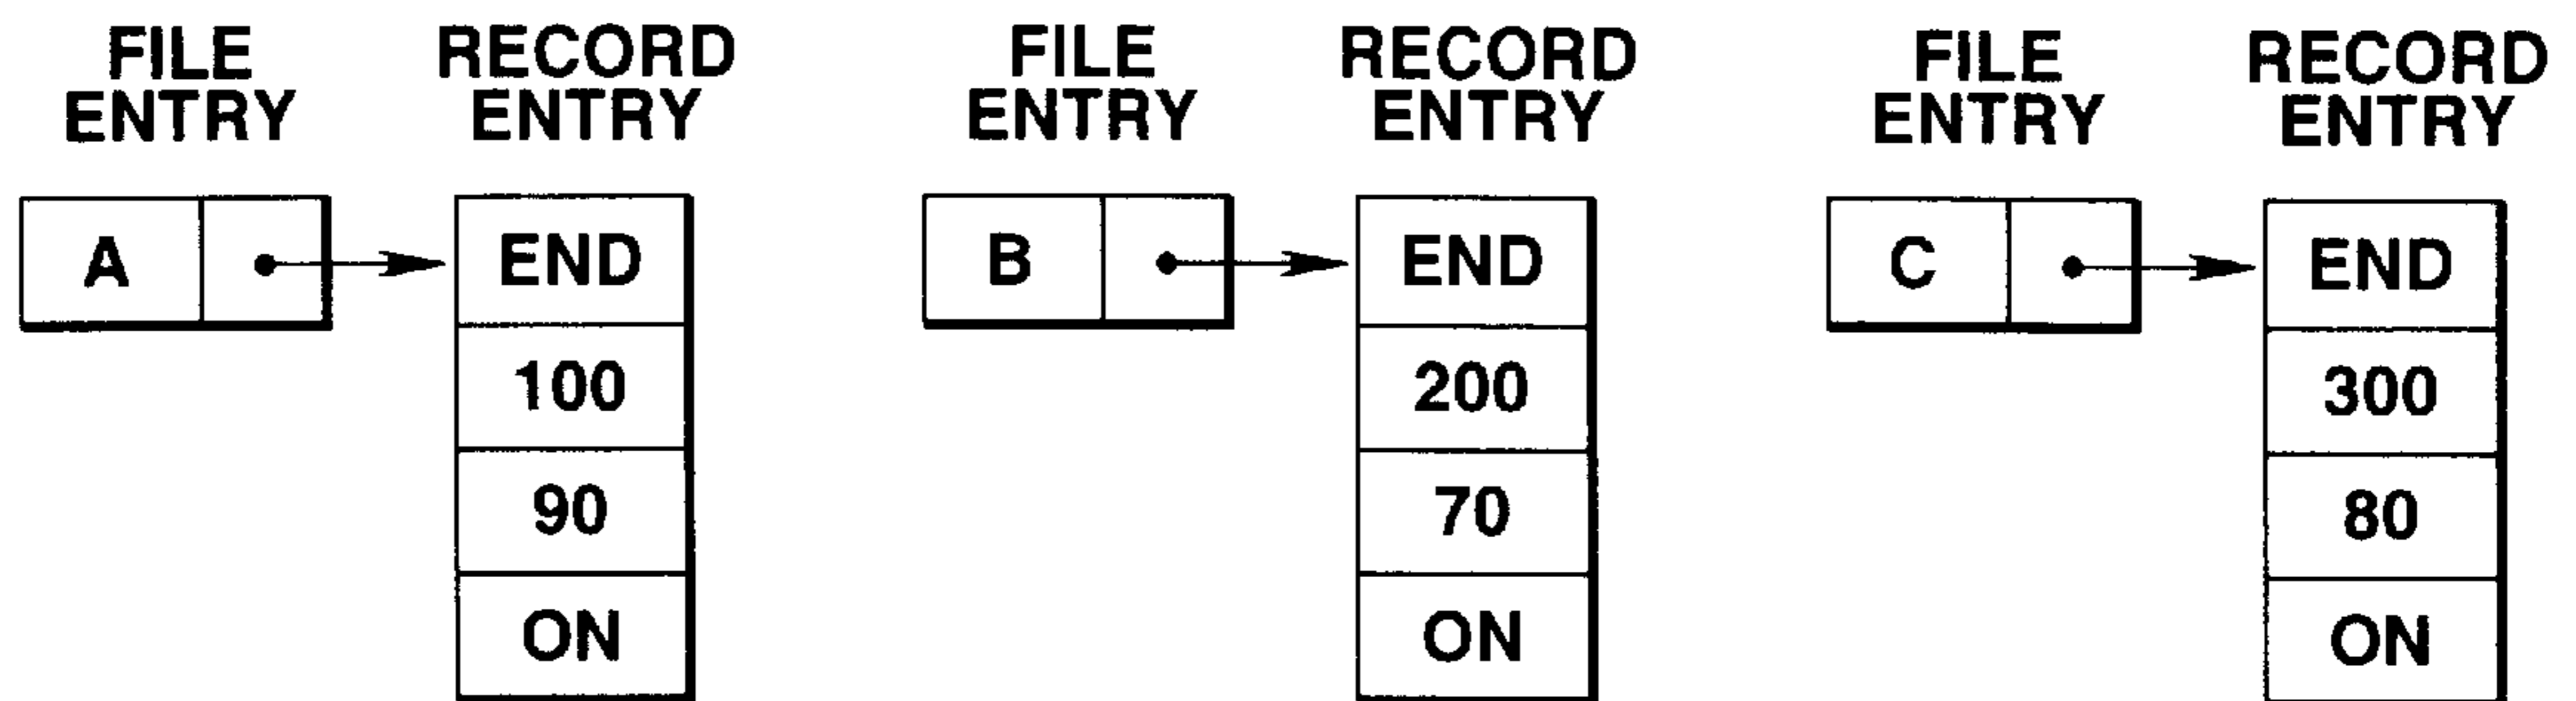 FILE
ENTRY
RECORD
ENTRY
A
END
100
90
ON
FILE
ENTRY
RECORD
ENTRY
B
END
200
70
ON
FILE
ENTRY
RECORD
ENTRY
C
END
300
80
ON